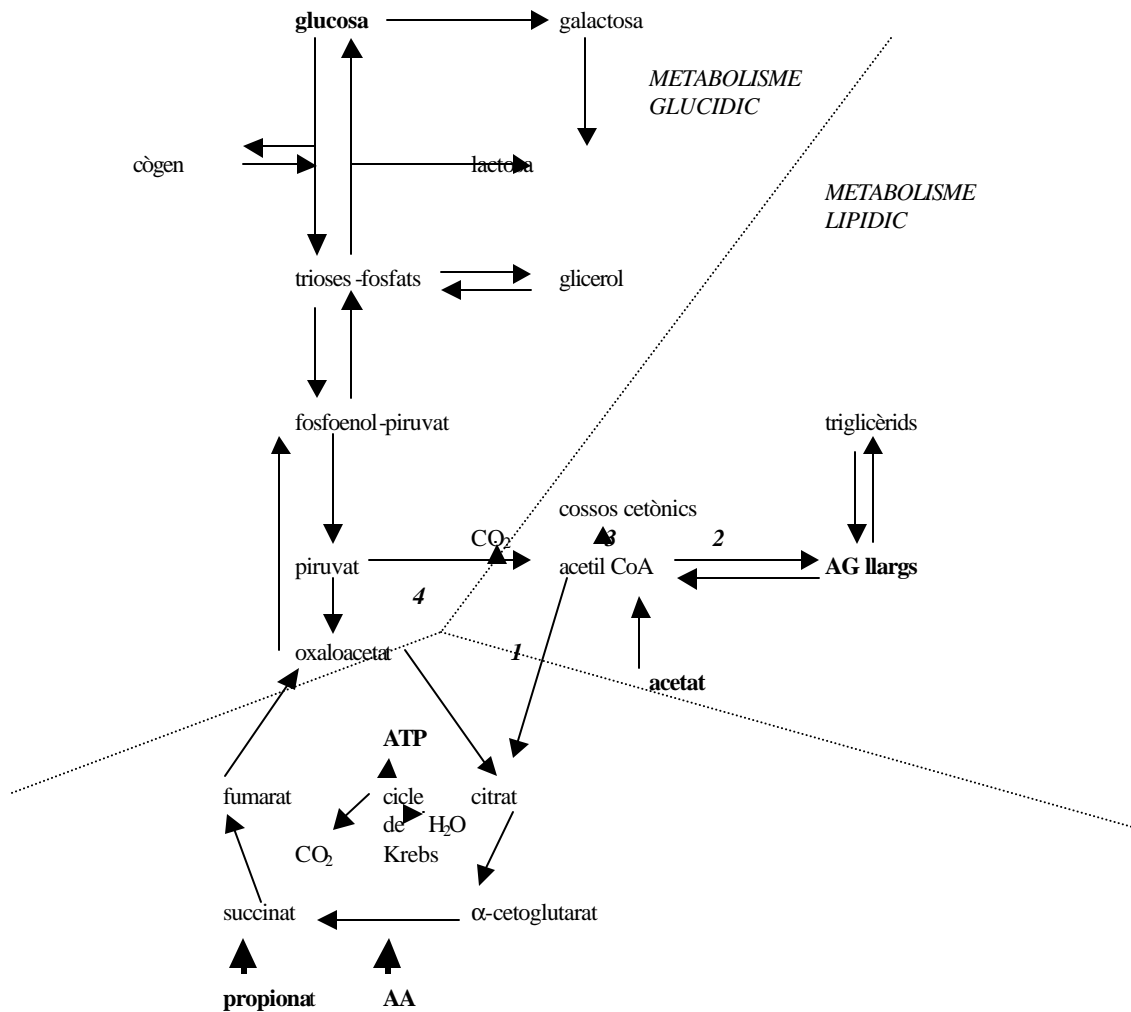 glucosa
galactosa
METABOLISME
GLUCIDIC
cògen
lactosa
METABOLISME
LIPIDIC
trioses-fosfats
glicerol
fosfoenol-piruvat
triglicèrids
cossos cetònics
CO2
3
2
piruvat
acetil CoA
AG llargs
4
oxaloacetat
1
acetat
ATP
fumarat
cicle
de
Krebs
citrat
H2O
CO2
succinat
α-cetoglutarat
propionat
AA